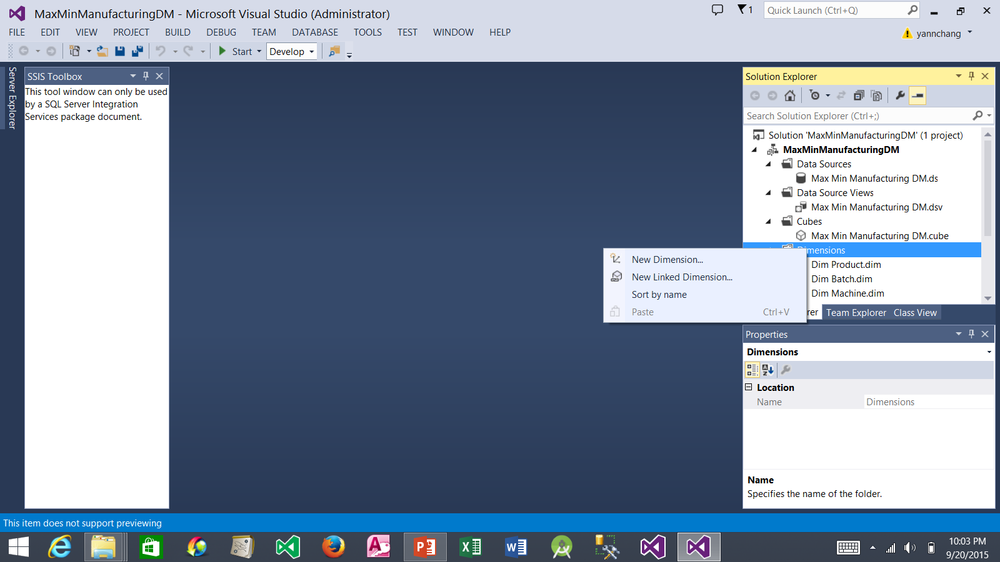 MaxMinManufacturingDM - Microsoft Visual Studio (Administrator)
1
Quick Launch (Ctrl+Q)
FILE EDIT VIEW PROJECT BUILD DEBUG TEAM DATABASE TOOLS TEST WINDOW HELP
yannchang
Start Develop
Server Explorer
SSIS Toolbox
This tool window can only be used
by a SQL Server Integration
Services package document.
Solution Explorer
Search Solution Explorer (Ctrl+;)
Solution 'MaxMinManufacturingDM' (1 project)
MaxMinManufacturingDM
Data Sources
Max Min Manufacturing DM.ds
Data Source Views
Max Min Manufacturing DM.dsv
Cubes
Max Min Manufacturing DM.cube
Dimensions
Dim Product.dim
Dim Batch.dim
Dim Machine.dim
New Dimension...
New Linked Dimension...
Sort by name
Paste Ctrl+V
rer Team Explorer Class View
Properties
Dimensions
Location
Name Dimensions
Name
Specifies the name of the folder.
This item does not support previewing
10:03 PM
9/20/2015